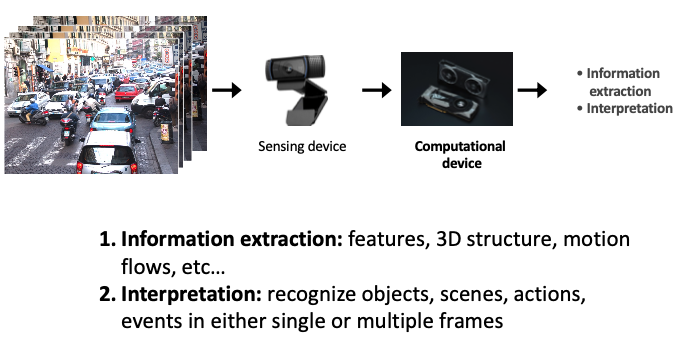 • Information
extraction
• Interpretation
Sensing device
Computational
device
1. Information extraction: features, 3D structure, motion
flows, etc…
2. Interpretation: recognize objects, scenes, actions,
events in either single or multiple frames